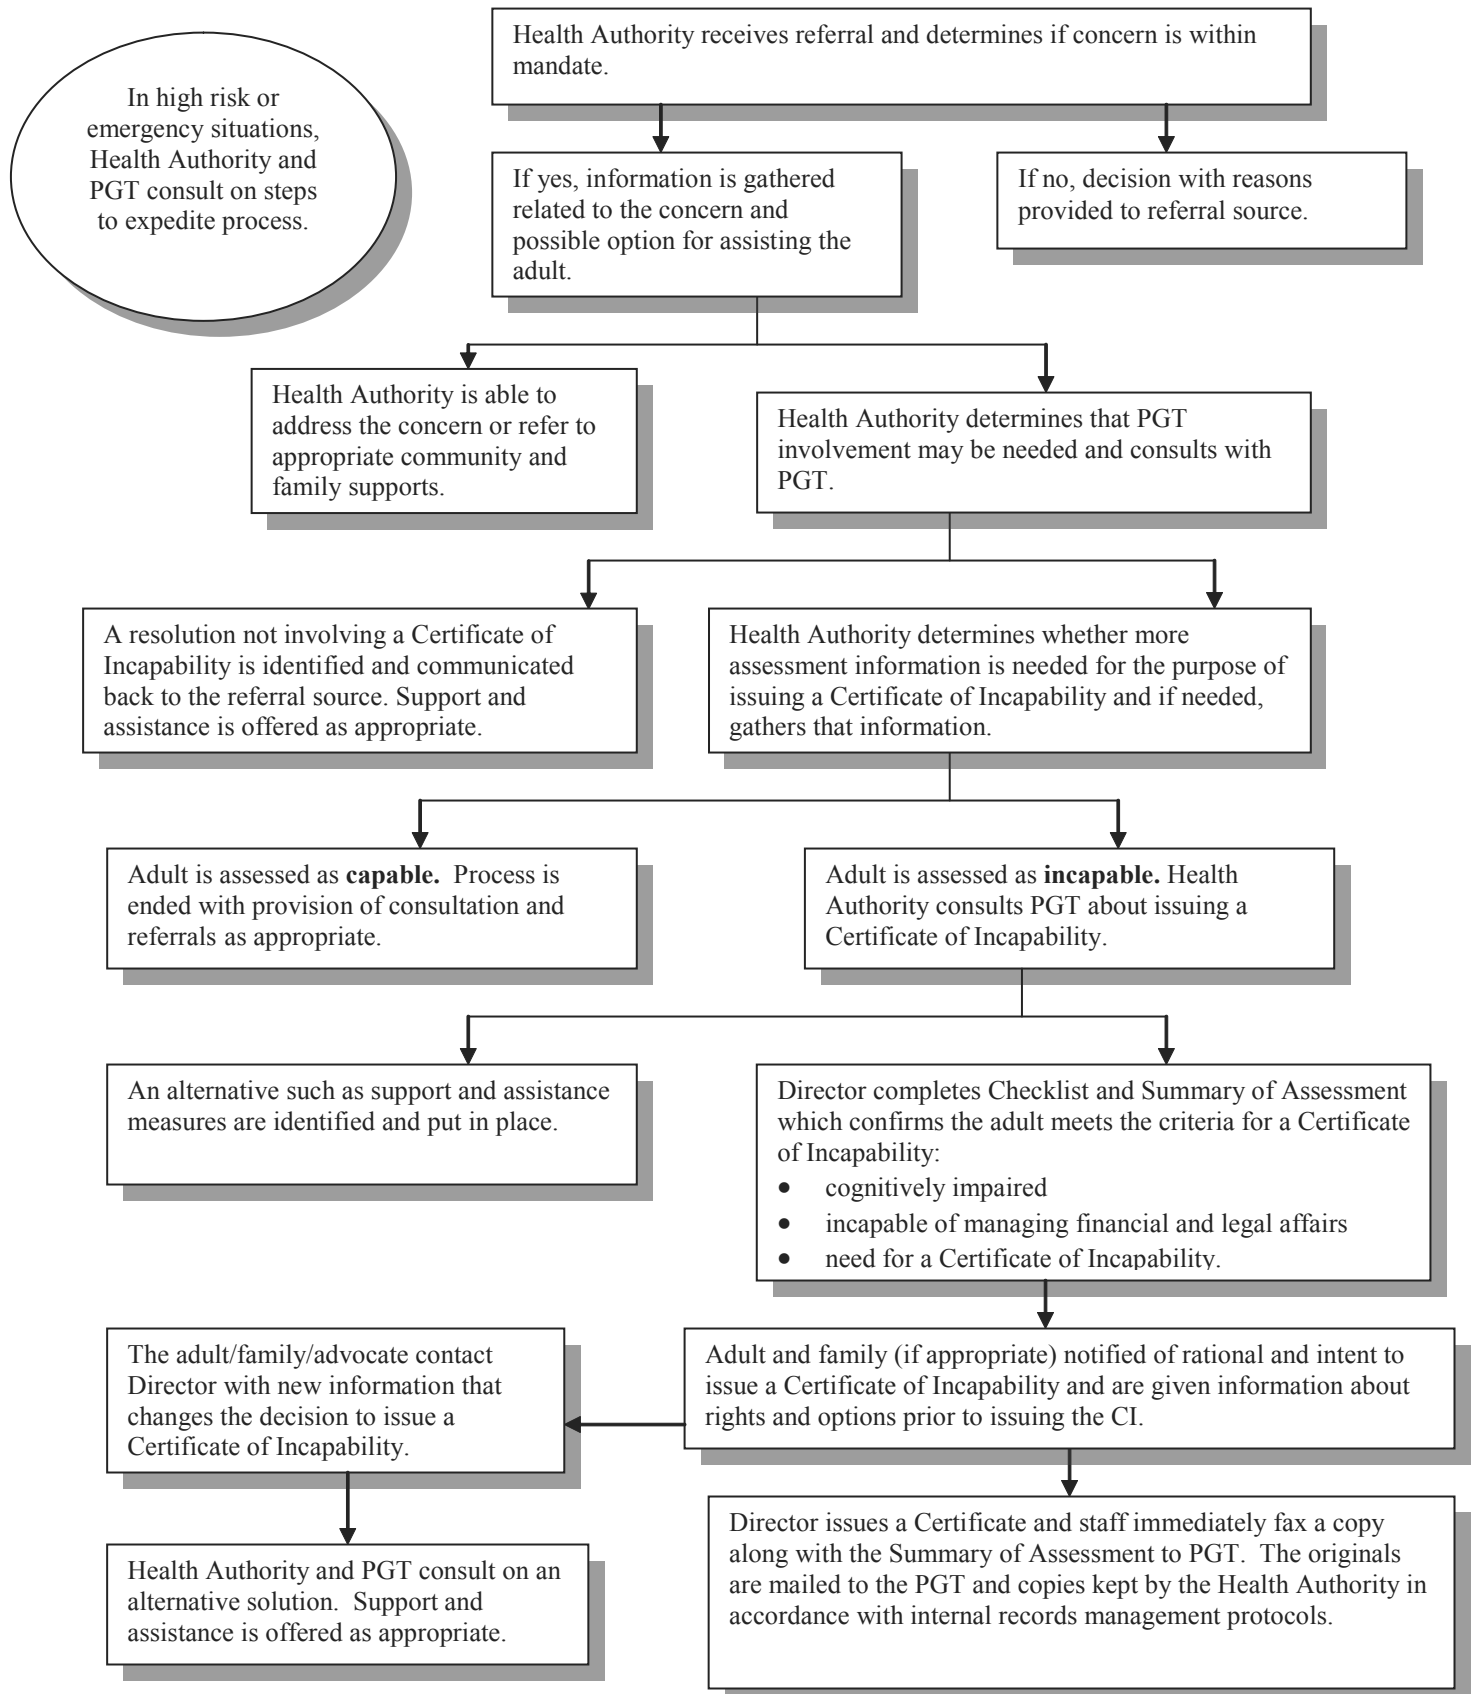 Health Authority receives referral and determines if concern is within
mandate.
In high risk or
emergency situations,
Health Authority and
PGT consult on steps
to expedite process.
If yes, information is gathered
related to the concern and
possible option for assisting the
adult.
If no, decision with reasons
provided to referral source.
Health Authority is able to
address the concern or refer to
appropriate community and
family supports.
Health Authority determines that PGT
involvement may be needed and consults with
PGT.
A resolution not involving a Certificate of
Incapability is identified and communicated
back to the referral source. Support and
assistance is offered as appropriate.
Health Authority determines whether more
assessment information is needed for the purpose of
issuing a Certificate of Incapability and if needed,
gathers that information.
Adult is assessed as capable. Process is
ended with provision of consultation and
referrals as appropriate.
Adult is assessed as incapable. Health
Authority consults PGT about issuing a
Certificate of Incapability.
An alternative such as support and assistance
measures are identified and put in place.
Director completes Checklist and Summary of Assessment
which confirms the adult meets the criteria for a Certificate
of Incapability:
• cognitively impaired
• incapable of managing financial and legal affairs
• need for a Certificate of Incapability.
The adult/family/advocate contact
Director with new information that
changes the decision to issue a
Certificate of Incapability.
Adult and family (if appropriate) notified of rational and intent to
issue a Certificate of Incapability and are given information about
rights and options prior to issuing the CI.
Health Authority and PGT consult on an
alternative solution. Support and
assistance is offered as appropriate.
Director issues a Certificate and staff immediately fax a copy
along with the Summary of Assessment to PGT. The originals
are mailed to the PGT and copies kept by the Health Authority in
accordance with internal records management protocols.